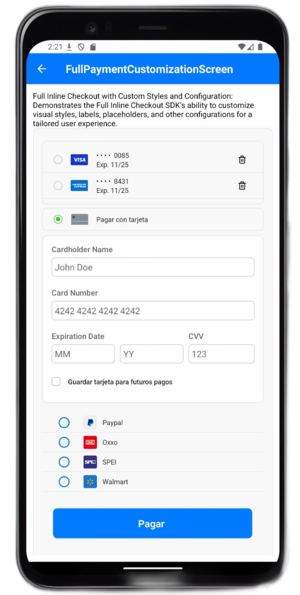 2:21
FullPaymentCustomizationScreen
Full Inline Checkout with Custom Styles and Configuration:
Demonstrates the Full Inline Checkout SDK's ability to customize
visual styles, labels, placeholders, and other configurations for a
tailored user experience.
VISA
•••• 0085
Exp. 11/25
•••• 8431
Exp. 11/25
Pagar con tarjeta
Cardholder Name
John Doe
Card Number
4242 4242 4242 4242
Expiration Date CVV
MM YY 123
Guardar tarjeta para futuros pagos
Paypal
OXXO Oxxo
SPEI SPEI
Walmart
Pagar